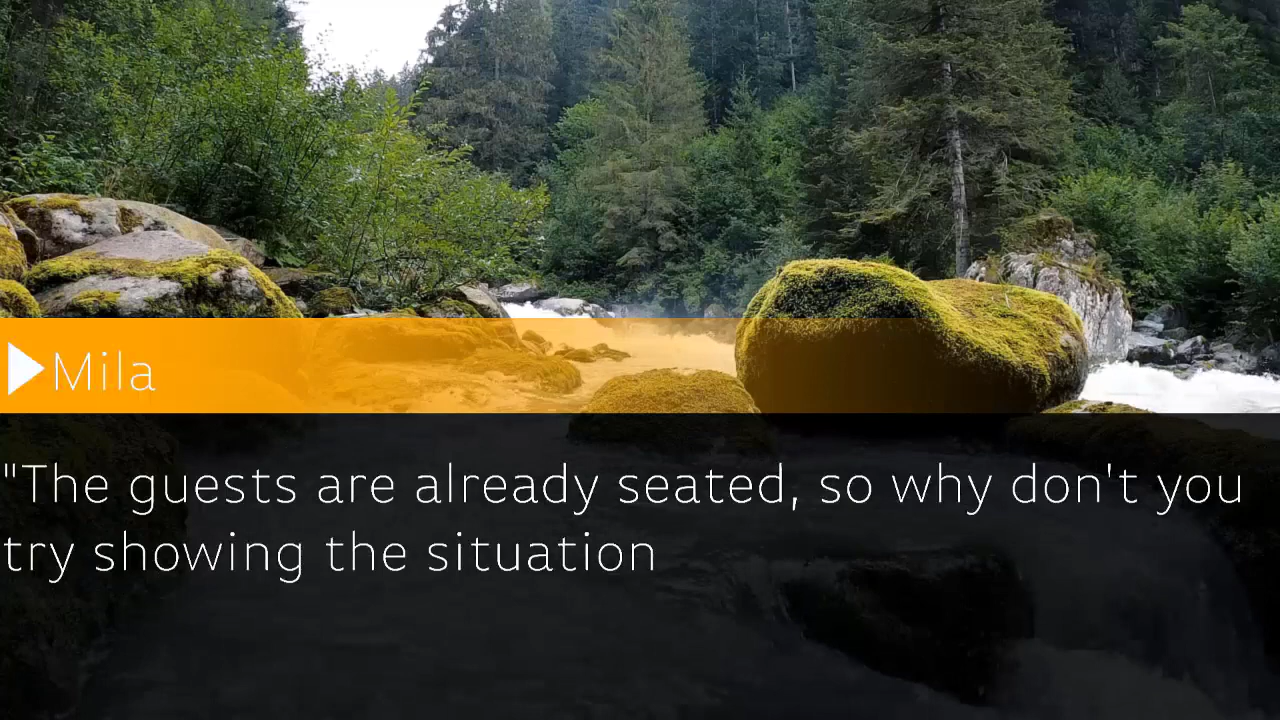 Mila
"The guests are already seated, so why don't you
try showing the situation